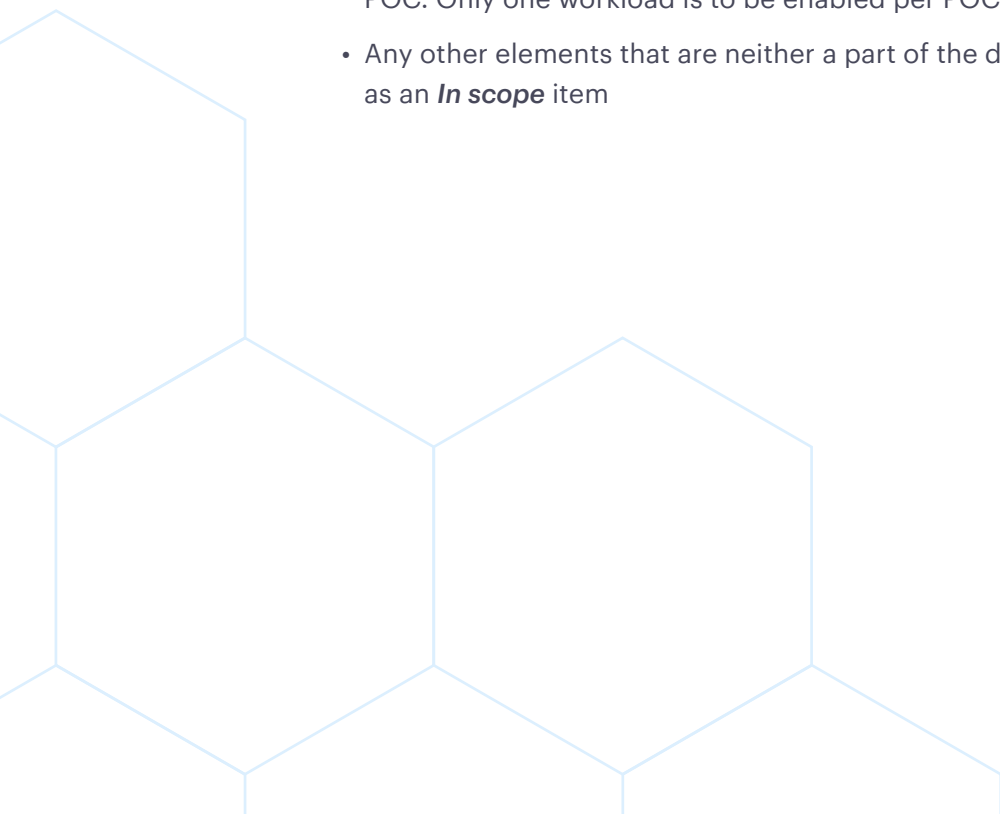 POC. Only one workload is to be enabled per POC
• Any other elements that are neither a part of the d
as an In scope item